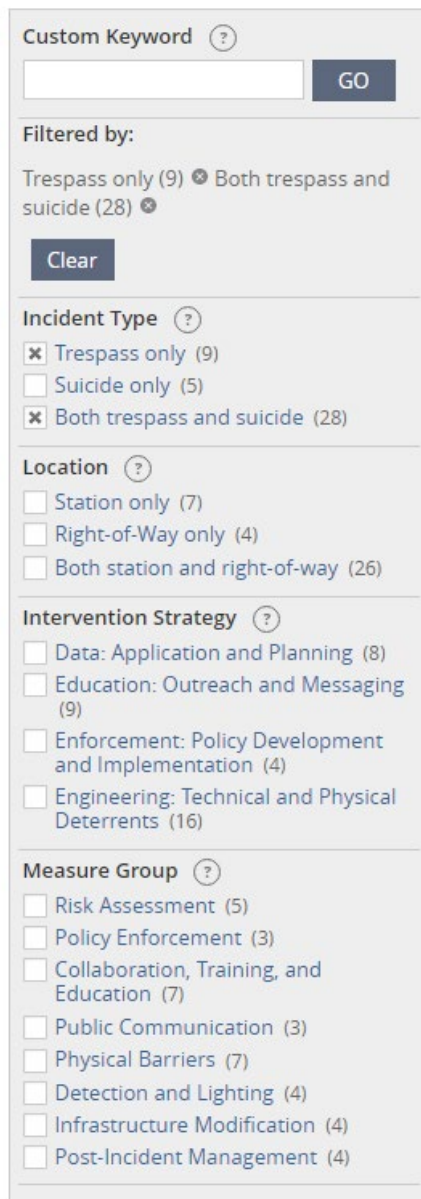 Custom Keyword ?
GO
Filtered by:
Trespass only (9) Both trespass and
suicide (28)
Clear
Incident Type ?
Trespass only (9)
Suicide only (5)
Both trespass and suicide (28)
Location ?
Station only (7)
Right-of-Way only (4)
Both station and right-of-way (26)
Intervention Strategy ?
Data: Application and Planning (8)
Education: Outreach and Messaging
(9)
Enforcement: Policy Development
and Implementation (4)
Engineering: Technical and Physical
Deterrents (16)
Measure Group ?
Risk Assessment (5)
Policy Enforcement (3)
Collaboration, Training, and
Education (7)
Public Communication (3)
Physical Barriers (7)
Detection and Lighting (4)
Infrastructure Modification (4)
Post-Incident Management (4)